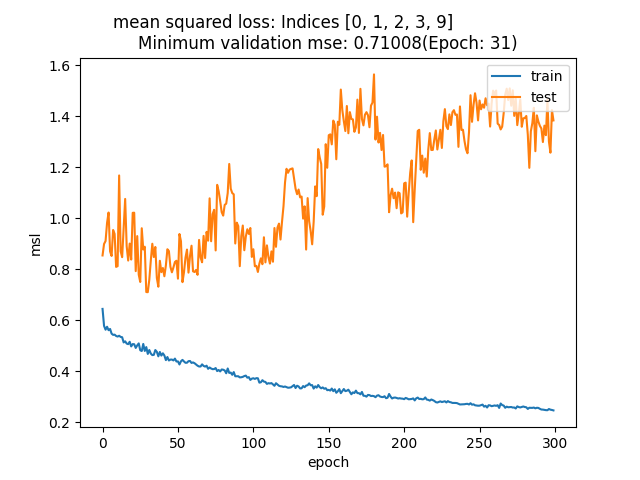 mean squared loss: Indices [0, 1, 2, 3, 9]
Minimum validation mse: 0.71008(Epoch: 31)
1.6
1.4
1.2
1.0
0.8
0.6
0.4
0.2
msl
train
test
0 50 100 150 200 250 300
epoch